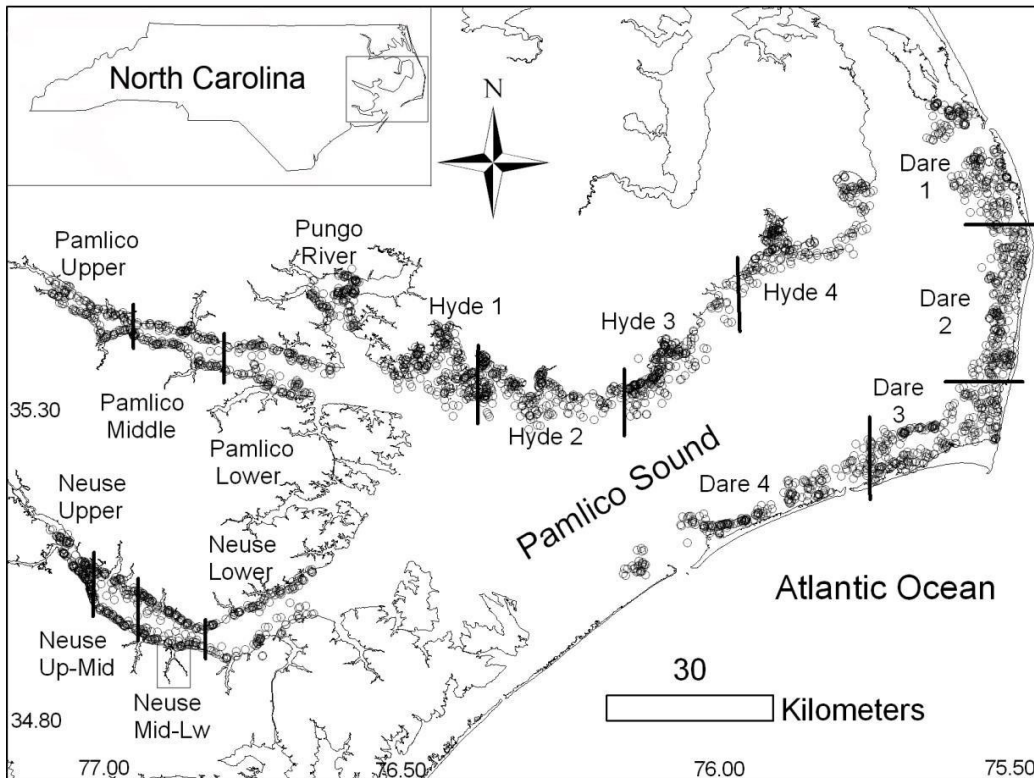 North Carolina
N
Dare
1
Pamlico
Upper
Pungo
River
Hyde 1
Hyde 3
Hyde 4
Dare
2
Dare
3
35.30
Pamlico
Middle
Hyde 2
Pamlico
Lower
Pamlico Sound
Dare 4
Neuse
Upper
Neuse
Lower
Atlantic Ocean
Neuse
Up-Mid
Neuse
Mid-Lw
30
Kilometers
34.80
77.00
76.50
76.00
75.50